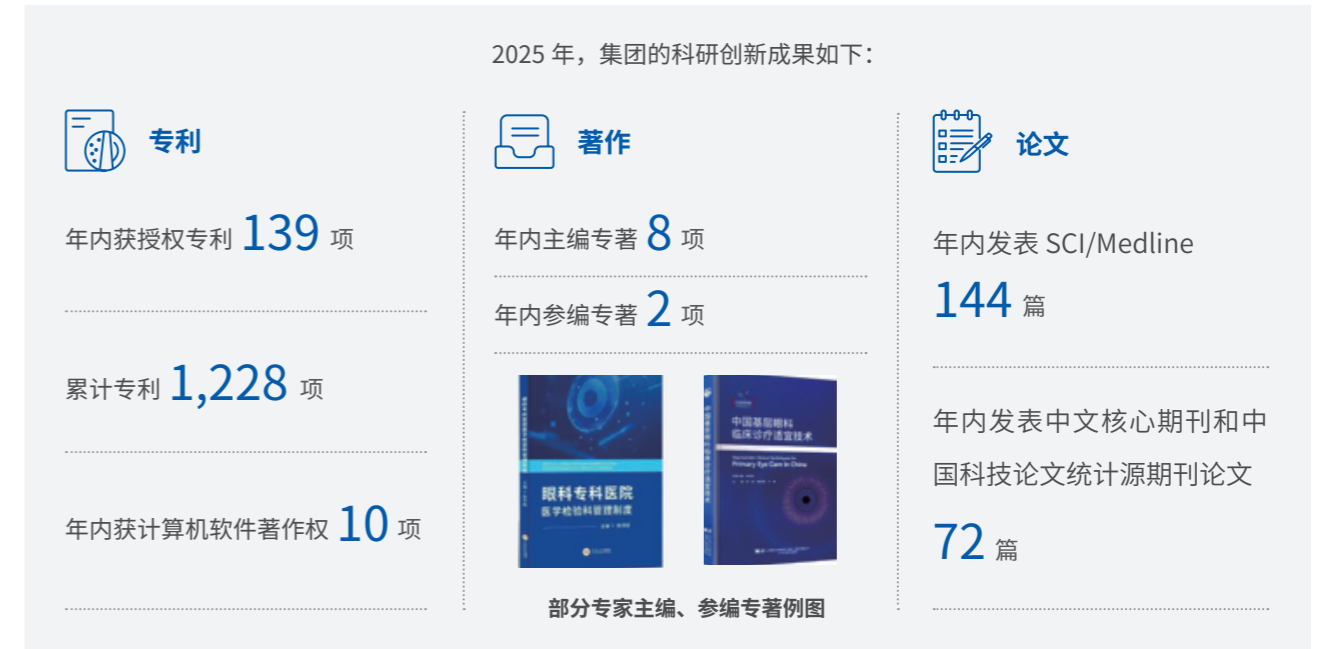 2025 年，集团的科研创新成果如下：
专利
年内获授权专利 139 项
累计专利 1,228 项
年内获计算机软件著作权 10 项
著作
年内主编专著 8 项
年内参编专著 2 项
眼科专科医院
医学检验科管理制度
中国基层眼科
临床诊疗适宜技术
Primary Eye Care in China
部分专家主编、参编专著例图
论文
年内发表 SCI/Medline
144 篇
年内发表中文核心期刊和中
国科技论文统计源期刊论文
72 篇